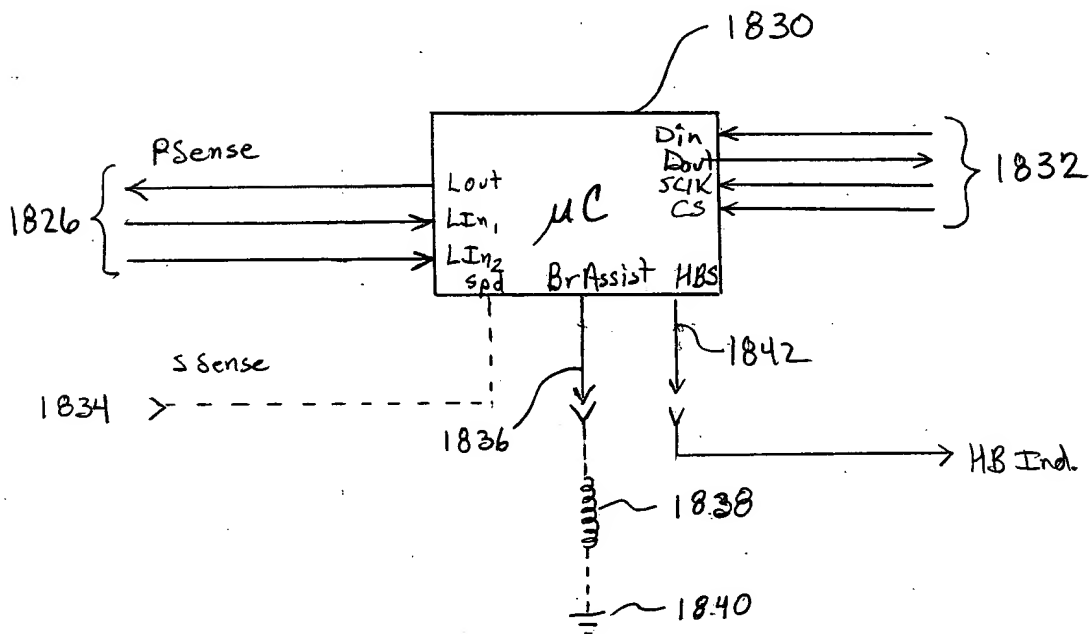 1830
PSense
1826
Lout
LIn1
LIn2
spd
µC
Din
Dout
SCLK
CS
1832
BrAssist
HBS
S Sense
1834
1836
1842
HB Ind.
1838
1840